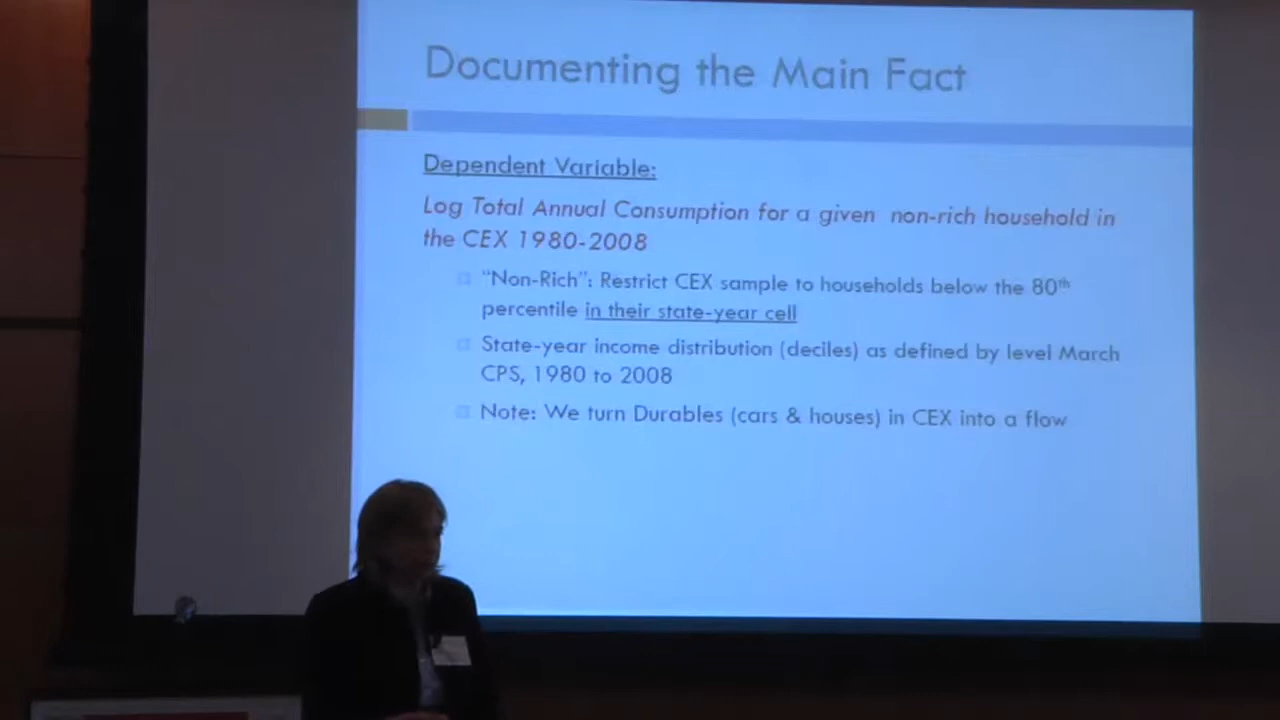 Documenting the Main Fact
Dependent Variable:
Log Total Annual Consumption for a given non-rich household in
the CEX 1980-2008
"Non-Rich": Restrict CEX sample to households below the 80th
percentile in their state-year cell
State-year income distribution (deciles) as defined by level March
CPS, 1980 to 2008
Note: We turn Durables (cars & houses) in CEX into a flow